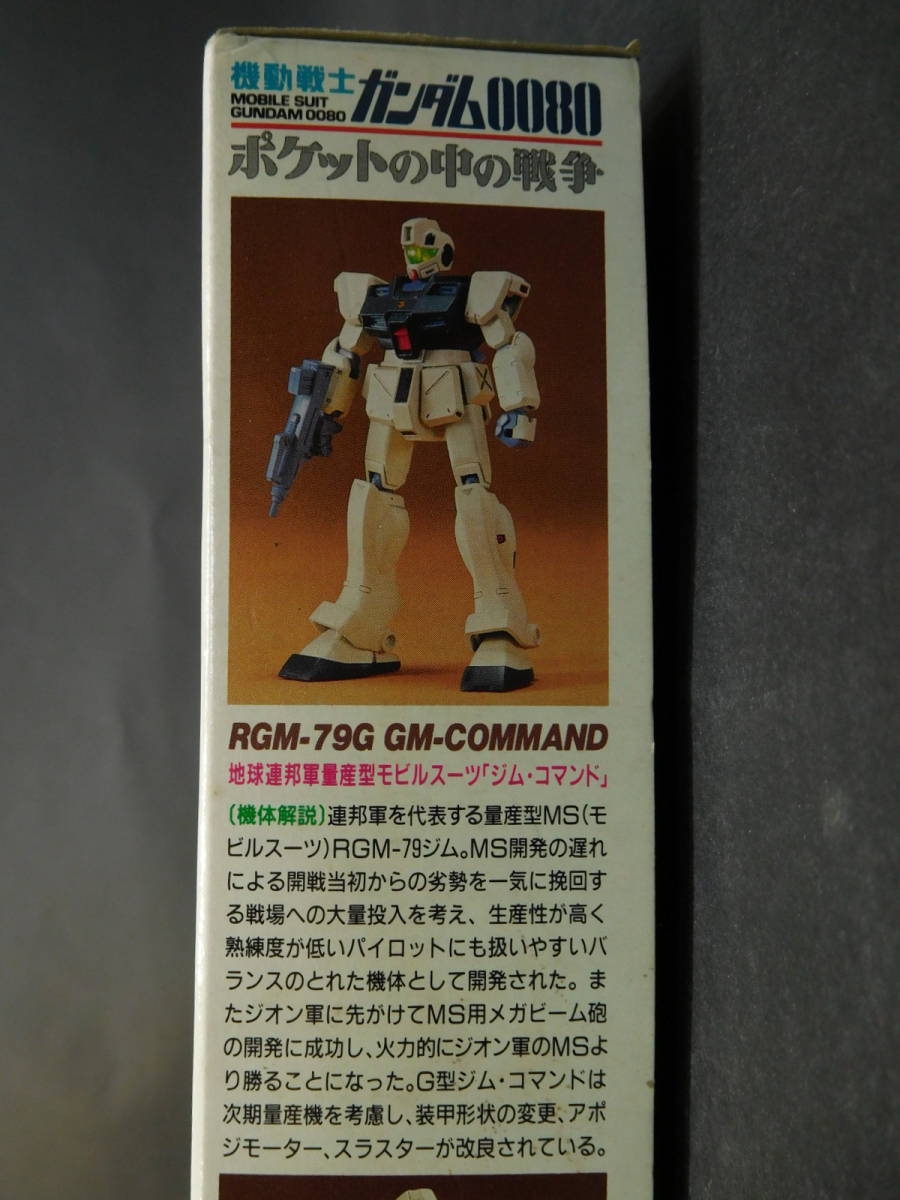 機動戦士
MOBILE SUIT
GUNDAM 0080
ガンダム0080
ポケットの中の戦争
RGM-79G GM-COMMAND
地球連邦軍量産型モビルスーツ「ジム・コマンド」
〔機体解説〕連邦軍を代表する量産型MS(モ
ビルスーツ)RGM-79ジム。MS開発の遅れ
による開戦当初からの劣勢を一気に挽回す
る戦場への大量投入を考え、生産性が高く
熟練度が低いパイロットにも扱いやすいバ
ランスのとれた機体として開発された。ま
たジオン軍に先がけてMS用メガビーム砲
の開発に成功し、火力的にジオン軍のMSよ
り勝ることになった。G型ジム・コマンドは
次期量産機を考慮し、装甲形状の変更、アポ
ジモーター、スラスターが改良されている。